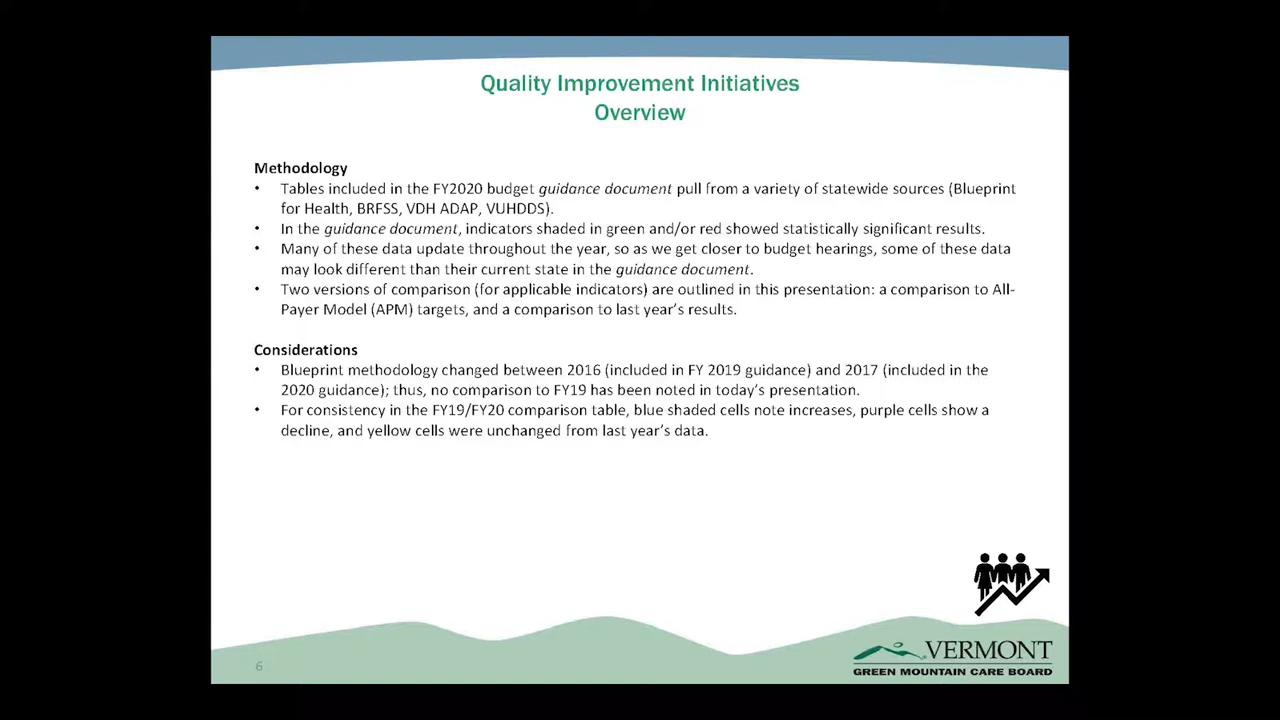 Quality Improvement Initiatives
Overview
Methodology
• Tables included in the FY2020 budget guidance document pull from a variety of statewide sources (Blueprint
for Health, BRFSS, VDH ADAP, VUHDDS).
• In the guidance document, indicators shaded in green and/or red showed statistically significant results.
• Many of these data update throughout the year, so as we get closer to budget hearings, some of these data
may look different than their current state in the guidance document.
• Two versions of comparison (for applicable indicators) are outlined in this presentation: a comparison to All-
Payer Model (APM) targets, and a comparison to last year's results.
Considerations
• Blueprint methodology changed between 2016 (included in FY 2019 guidance) and 2017 (included in the
2020 guidance); thus, no comparison to FY19 has been noted in today's presentation.
• For consistency in the FY19/FY20 comparison table, blue shaded cells note increases, purple cells show a
decline, and yellow cells were unchanged from last year's data.
6
VERMONT
GREEN MOUNTAIN CARE BOARD